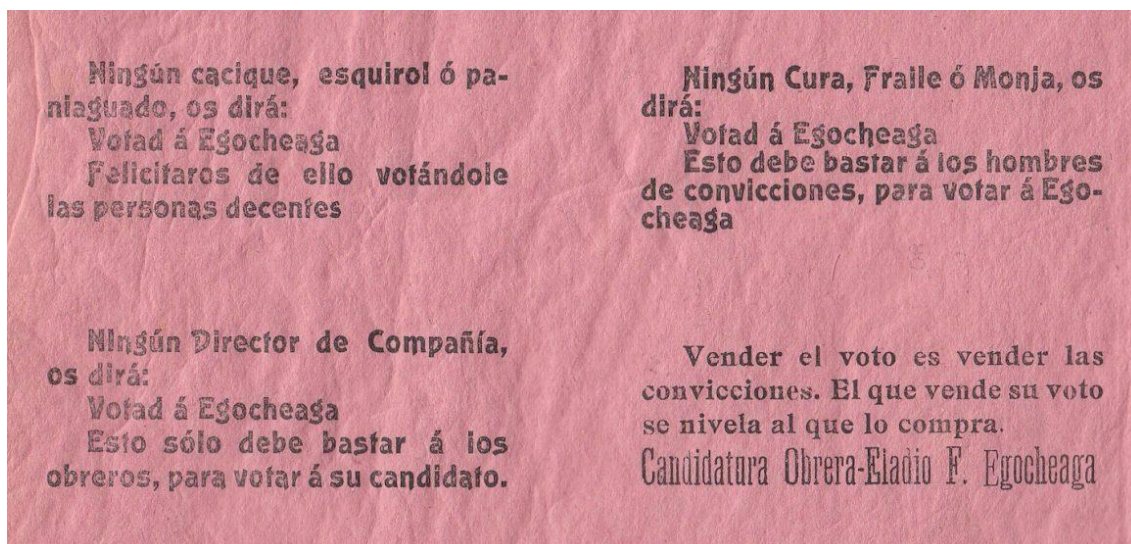 Ningún cacique, esquirol ó pa-
niaguado, os dirá:
Votad á Egocheaga
Felicitaros de ello votándole
las personas decentes
Ningún Cura, Fraile ó Monja, os
dirá:
Votad á Egocheaga
Esto debe bastar á los hombres
de convicciones, para votar á Ego-
cheaga
Ningún Director de Compañía,
os dirá:
Votad á Egocheaga
Esto sólo debe bastar á los
obreros, para votar á su candidato.
Vender el voto es vender las
convicciones. El que vende su voto
se nivela al que lo compra.
Candidatura Obrera-Eladio F. Egocheaga